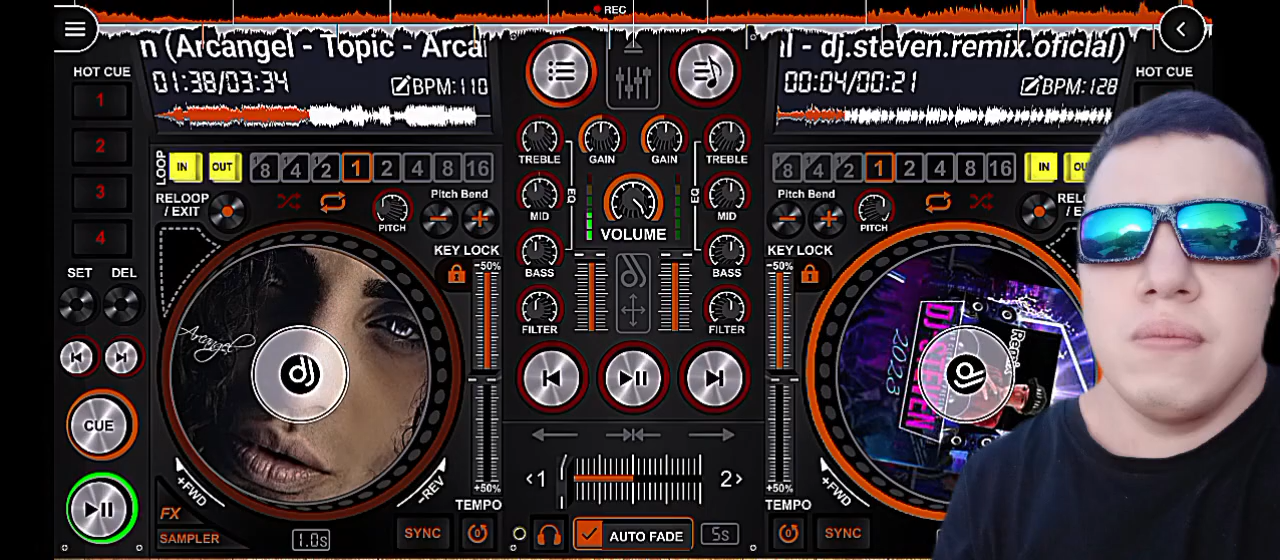 REC
n (Arcangel - Topic - Arca
01:38/03:34
BPM:110
l - dj.steven.remix.oficial)
00:04/00:21
BPM:128
HOT CUE
1
2
3
4
SET DEL
CUE
LOOP
IN OUT
8 4 2 1 2 4 8 16
RELOOP
/ EXIT
PITCH
Pitch Bend
KEY LOCK
-50%
+50%
TEMPO
Arcangel
+FWD
-REV
FX
SAMPLER
1.0s
SYNC
TREBLE
GAIN
GAIN
TREBLE
MID
EQ
VOLUME
EQ
MID
BASS
BASS
FILTER
FILTER
1
2
AUTO FADE
5s
8 4 2 1 2 4 8 16
IN
OU
Pitch Bend
PITCH
RELO
/ E
KEY LOCK
-50%
+50%
TEMPO
DJ STEVEN
2023
Remix
+FWD
SYNC
HOT CUE